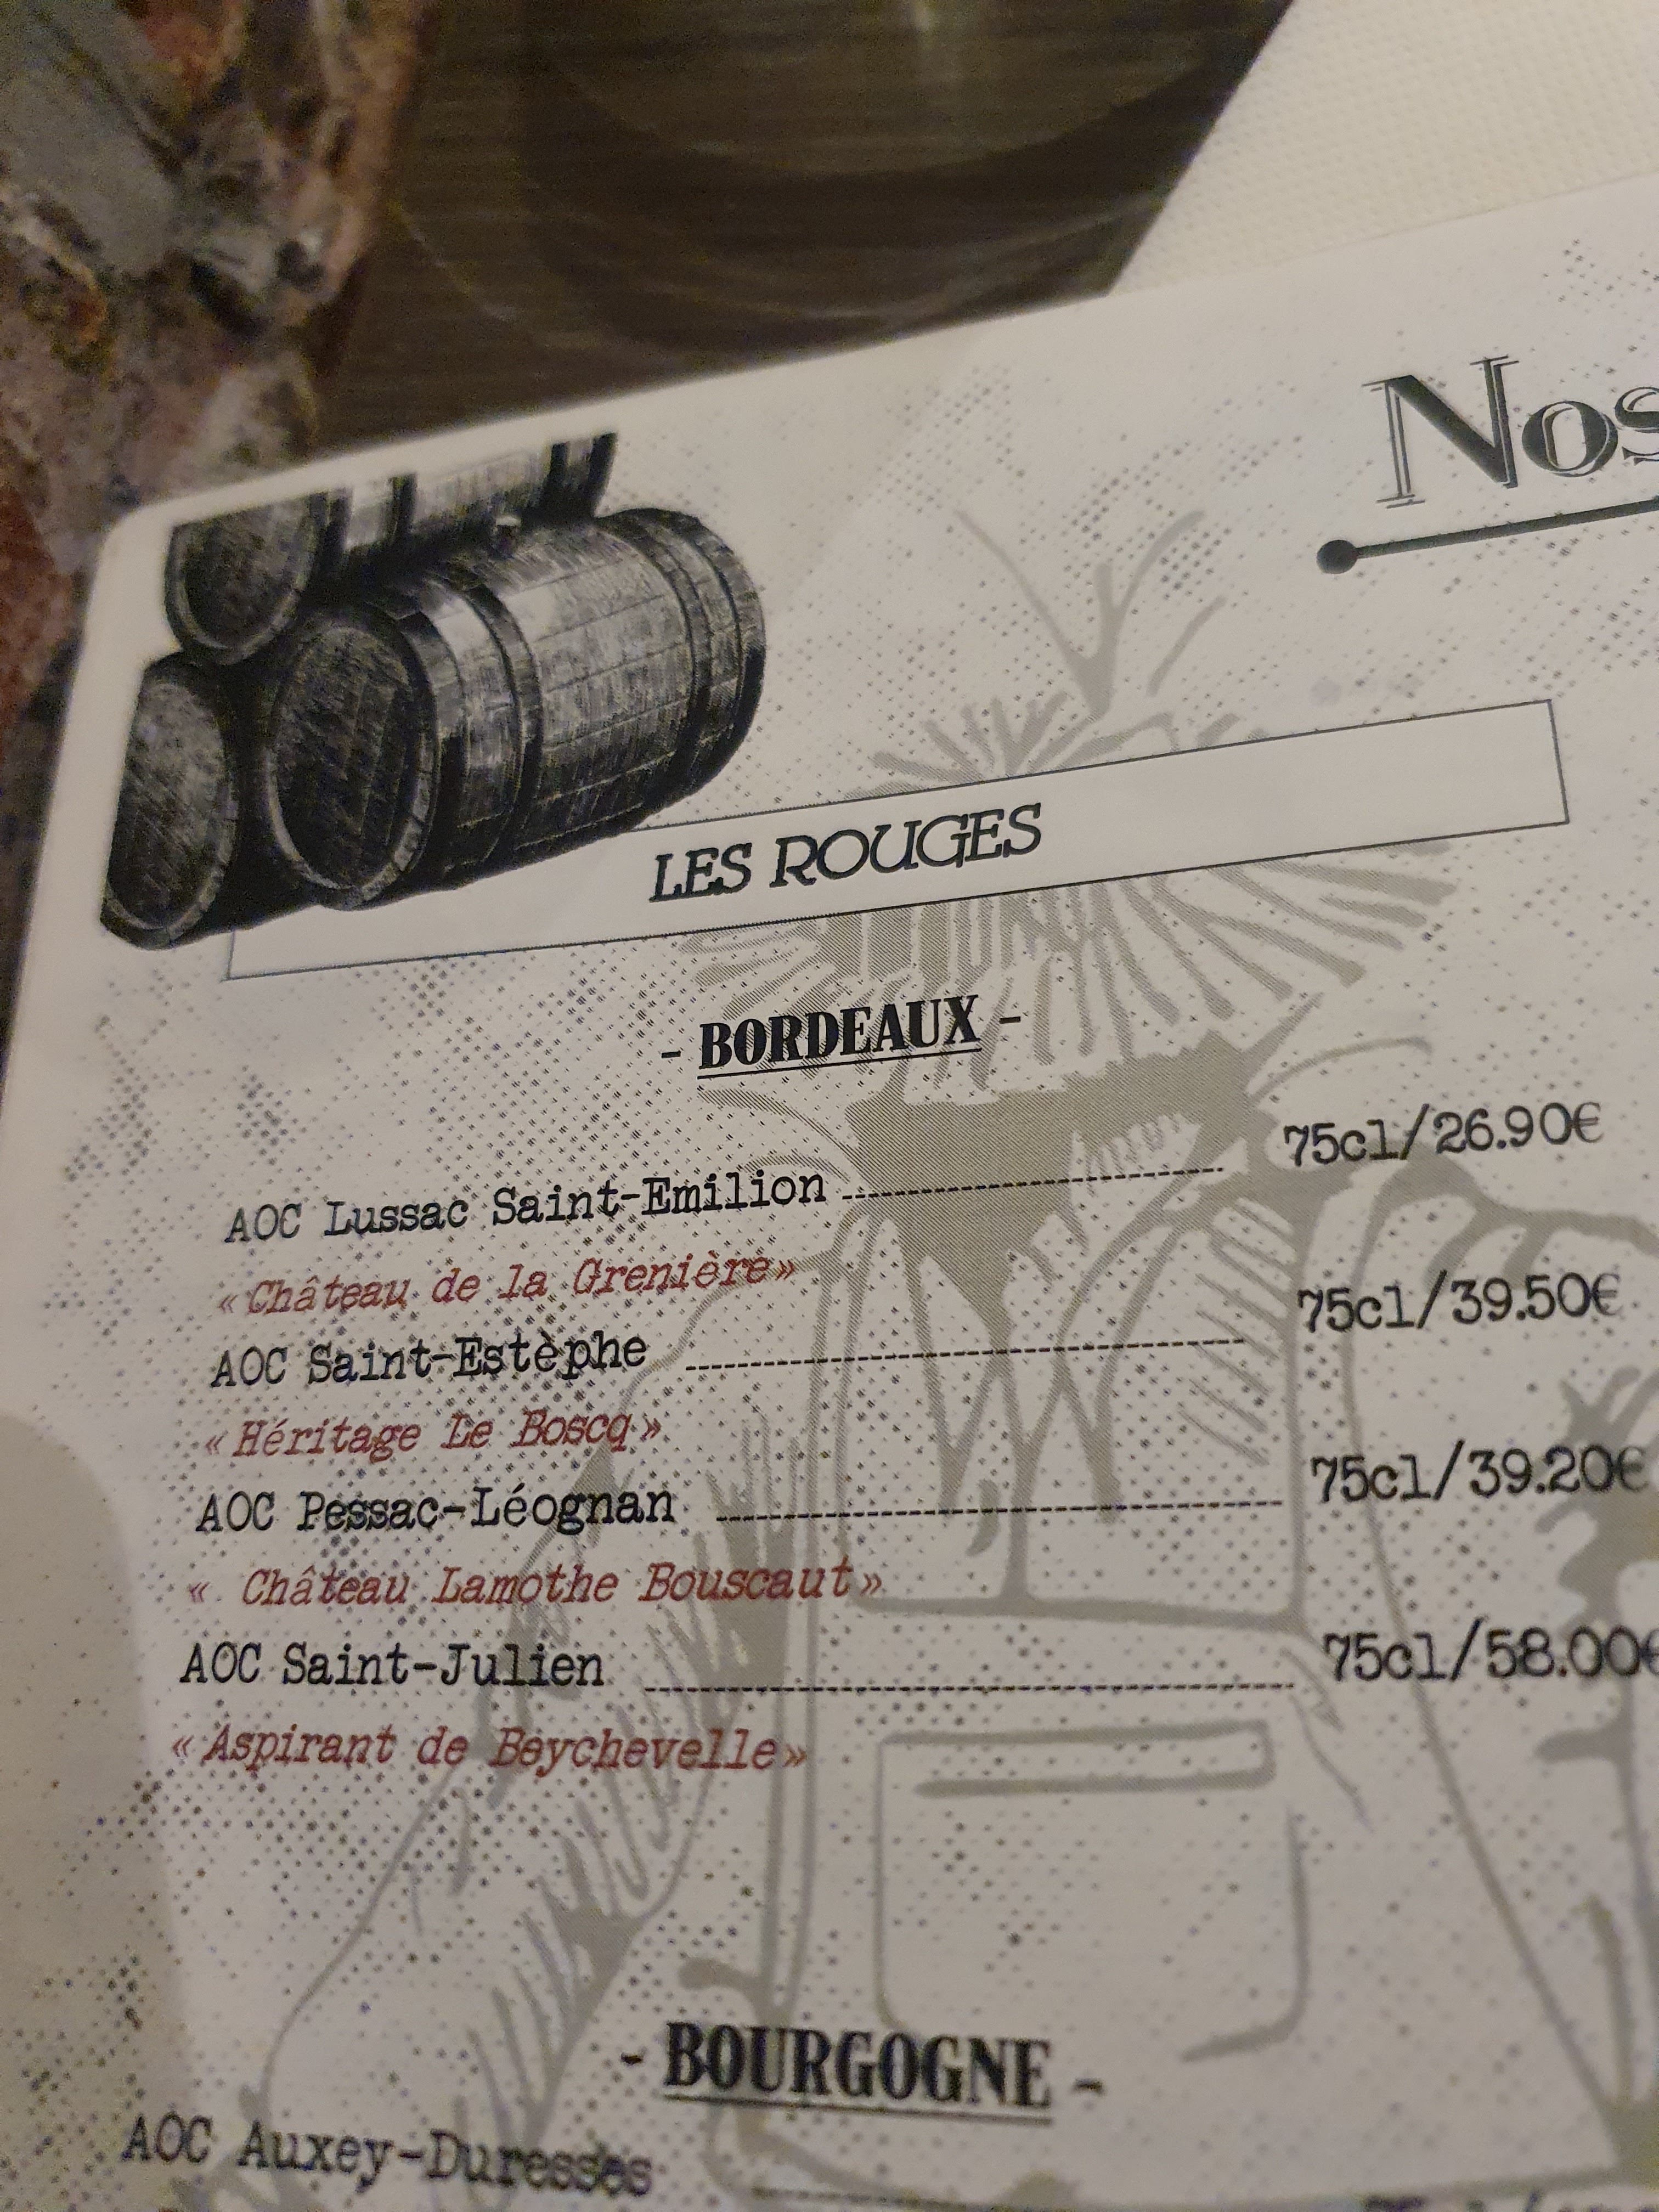 Nos
LES ROUGES
- BORDEAUX -
AOC Lussac Saint-Emilion ---------- 75cl/26.90€
«Château de la Grenière»
AOC Saint-Estèphe ---------- 75cl/39.50€
«Héritage Le Boscq»
AOC Pessac-Léognan ---------- 75cl/39.20€
« Château Lamothe Bouscaut»
AOC Saint-Julien ---------- 75cl/58.00€
«Aspirant de Beychevelle»
- BOURGOGNE -
AOC Auxey-Duresses